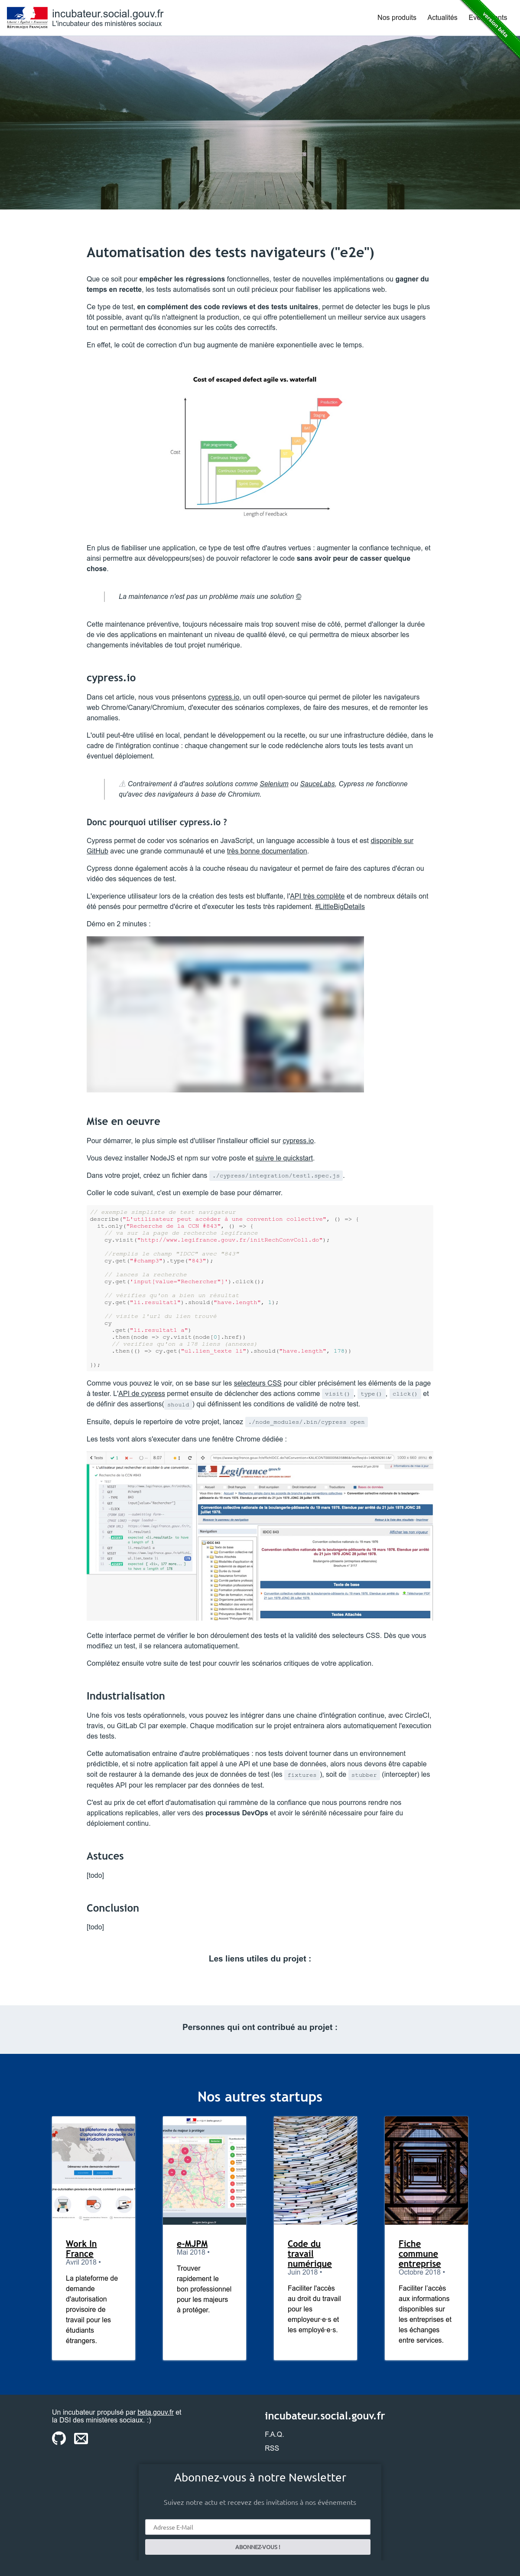 incubateur.social.gouv.fr
L'incubateur des ministères sociaux
Nos produits
Actualités
version bêta
RÉPUBLIQUE FRANÇAISE
Automatisation des tests navigateurs ("e2e")
Que ce soit pour empêcher les régressions fonctionnelles, tester de nouvelles implémentations ou gagner du
temps en recette, les tests automatisés sont un outil précieux pour fiabiliser les applications web.
Ce type de test, en complément des code reviews et des tests unitaires, permet de detecter les bugs le plus
tôt possible, avant qu'ils n'atteignent la production, ce qui offre potentiellement un meilleur service aux usagers
tout en permettant des économies sur les coûts des correctifs.
En effet, le coût de correction d'un bug augmente de manière exponentielle avec le temps.
Cost of escaped defect agile vs. waterfall
Production
Pair programming
Continuous Integration
Cost
Length of Feedback
En plus de fiabiliser une application, ce type de test offre d'autres vertues : augmenter la confiance technique, et
ainsi permettre aux développeurs(ses) de pouvoir refactorer le code sans avoir peur de casser quelque
chose.
La maintenance n'est pas un problème mais une solution ©
Cette maintenance préventive, toujours nécessaire mais trop souvent mise de côté, permet d'allonger la durée
de vie des applications en maintenant un niveau de qualité élevé, ce qui permettra de mieux absorber les
changements inévitables de tout projet numérique.
cypress.io
Dans cet article, nous vous présentons cypress.io, un outil open-source qui permet de piloter les navigateurs
web Chrome/Canary/Chromium, d'executer des scénarios complexes, de faire des mesures, et de remonter les
anomalies.
L'outil peut-être utilisé en local, pendant le développement ou la recette, ou sur une infrastructure dédiée, dans le
cadre de l'intégration continue : chaque changement sur le code redéclenche alors touts les tests avant un
éventuel déploiement.
⚠ Contrairement à d'autres solutions comme Selenium ou SauceLabs, Cypress ne fonctionne
qu'avec des navigateurs à base de Chromium.
Donc pourquoi utiliser cypress.io ?
Cypress permet de coder vos scénarios en JavaScript, un language accessible à tous et est disponible sur
GitHub avec une grande communauté et une très bonne documentation.
Cypress donne également accès à la couche réseau du navigateur et permet de faire des captures d'écran ou
vidéo des séquences de test.
L'experience utilisateur lors de la création des tests est bluffante, l'API très complète et de nombreux détails ont
été pensés pour permettre d'écrire et d'executer les tests très rapidement. #LittleBigDetails
Démo en 2 minutes :
Mise en oeuvre
Pour démarrer, le plus simple est d'utiliser l'installeur officiel sur cypress.io.
Vous devez installer NodeJS et npm sur votre poste et suivre le quickstart.
Dans votre projet, créez un fichier dans ./cypress/integration/test1.spec.js.
Coller le code suivant, c'est un exemple de base pour démarrer.
// exemple simpliste de test navigateur
describe("L'utilisateur peut accéder à une convention collective", () => {
it.only("Recherche de la CCN #843", () => {
// va sur la page de recherche legifrance
cy.visit("http://www.legifrance.gouv.fr/initRechConvColl.do");
//remplis le champ "IDCC" avec "843"
cy.get("#champ3").type("843");
// lances la recherche
cy.get('input[value="Rechercher"]').click();
// vérifies qu'on a bien un résultat
cy.get("li.resultat1").should("have.length", 1);
// visite l'url du lien trouvé
cy
.get("li.resultat1 a")
.then(node => cy.visit(node[0].href))
// vérifies qu'on a 178 liens (annexes)
.then(() => cy.get("ul.lien_texte li").should("have.length", 178))
});
Comme vous pouvez le voir, on se base sur les selecteurs CSS pour cibler précisément les éléments de la page
à tester. L'API de cypress permet ensuite de déclencher des actions comme visit(), type(), click() et
de définir des assertions( should ) qui définissent les conditions de validité de notre test.
Ensuite, depuis le repertoire de votre projet, lancez ./node_modules/.bin/cypress open
Les tests vont alors s'executer dans une fenêtre Chrome dédiée :
Legifrance
Cette interface permet de vérifier le bon déroulement des tests et la validité des selecteurs CSS. Dès que vous
modifiez un test, il se relancera automatiquement.
Complétez ensuite votre suite de test pour couvrir les scénarios critiques de votre application.
Industrialisation
Une fois vos tests opérationnels, vous pouvez les intégrer dans une chaine d'intégration continue, avec CircleCI,
travis, ou GitLab CI par exemple. Chaque modification sur le projet entrainera alors automatiquement l'execution
des tests.
Cette automatisation entraine d'autre problématiques : nos tests doivent tourner dans un environnement
prédictible, et si notre application fait appel à une API et une base de données, alors nous devons être capable
soit de restaurer à la demande des jeux de données de test (les fixtures ), soit de stubber (intercepter) les
requêtes API pour les remplacer par des données de test.
C'est au prix de cet effort d'automatisation qui rammène de la confiance que nous pourrons rendre nos
applications replicables, aller vers des processus DevOps et avoir le sérénité nécessaire pour faire du
déploiement continu.
Astuces
[todo]
Conclusion
[todo]
Les liens utiles du projet :
Personnes qui ont contribué au projet :
Nos autres startups
Work In
France
Avril 2018 •
La plateforme de
demande
d'autorisation
provisoire de
travail pour les
étudiants
étrangers.
e-MJPM
Mai 2018 •
Trouver
rapidement le
bon professionnel
pour les majeurs
à protéger.
Code du
travail
numérique
Juin 2018 •
Faciliter l'accès
au droit du travail
pour les
employeur·e·s et
les employé·e·s.
Fiche
commune
entreprise
Octobre 2018 •
Faciliter l'accès
aux informations
disponibles sur
les entreprises et
les échanges
entre services.
Un incubateur propulsé par beta.gouv.fr et
la DSI des ministères sociaux. :)
incubateur.social.gouv.fr
F.A.Q.
RSS
Abonnez-vous à notre Newsletter
Suivez notre actu et recevez des invitations à nos événements
Adresse E-Mail
ABONNEZ-VOUS !